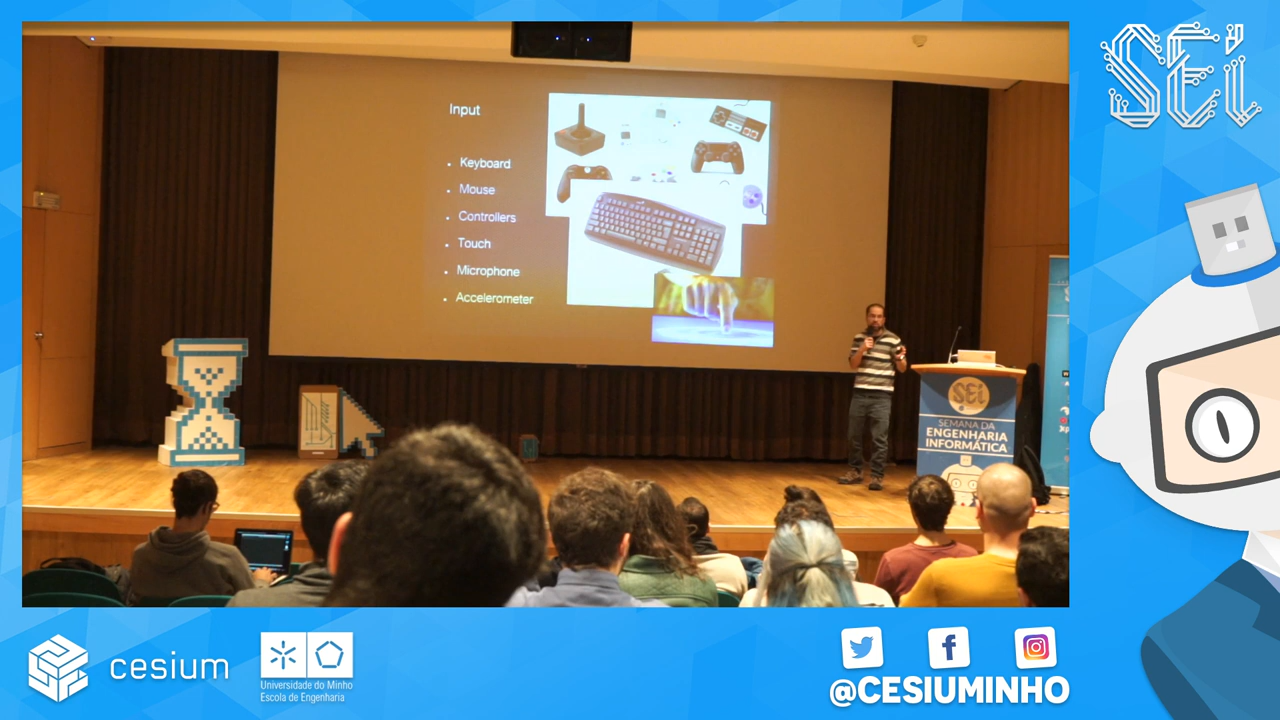 SEi
Input
Keyboard
Mouse
Controllers
Touch
Microphone
Accelerometer
SEi
SEMANA DA
ENGENHARIA
INFORMÁTICA
cesium
Universidade do Minho
Escola de Engenharia
@CESIUMINHO